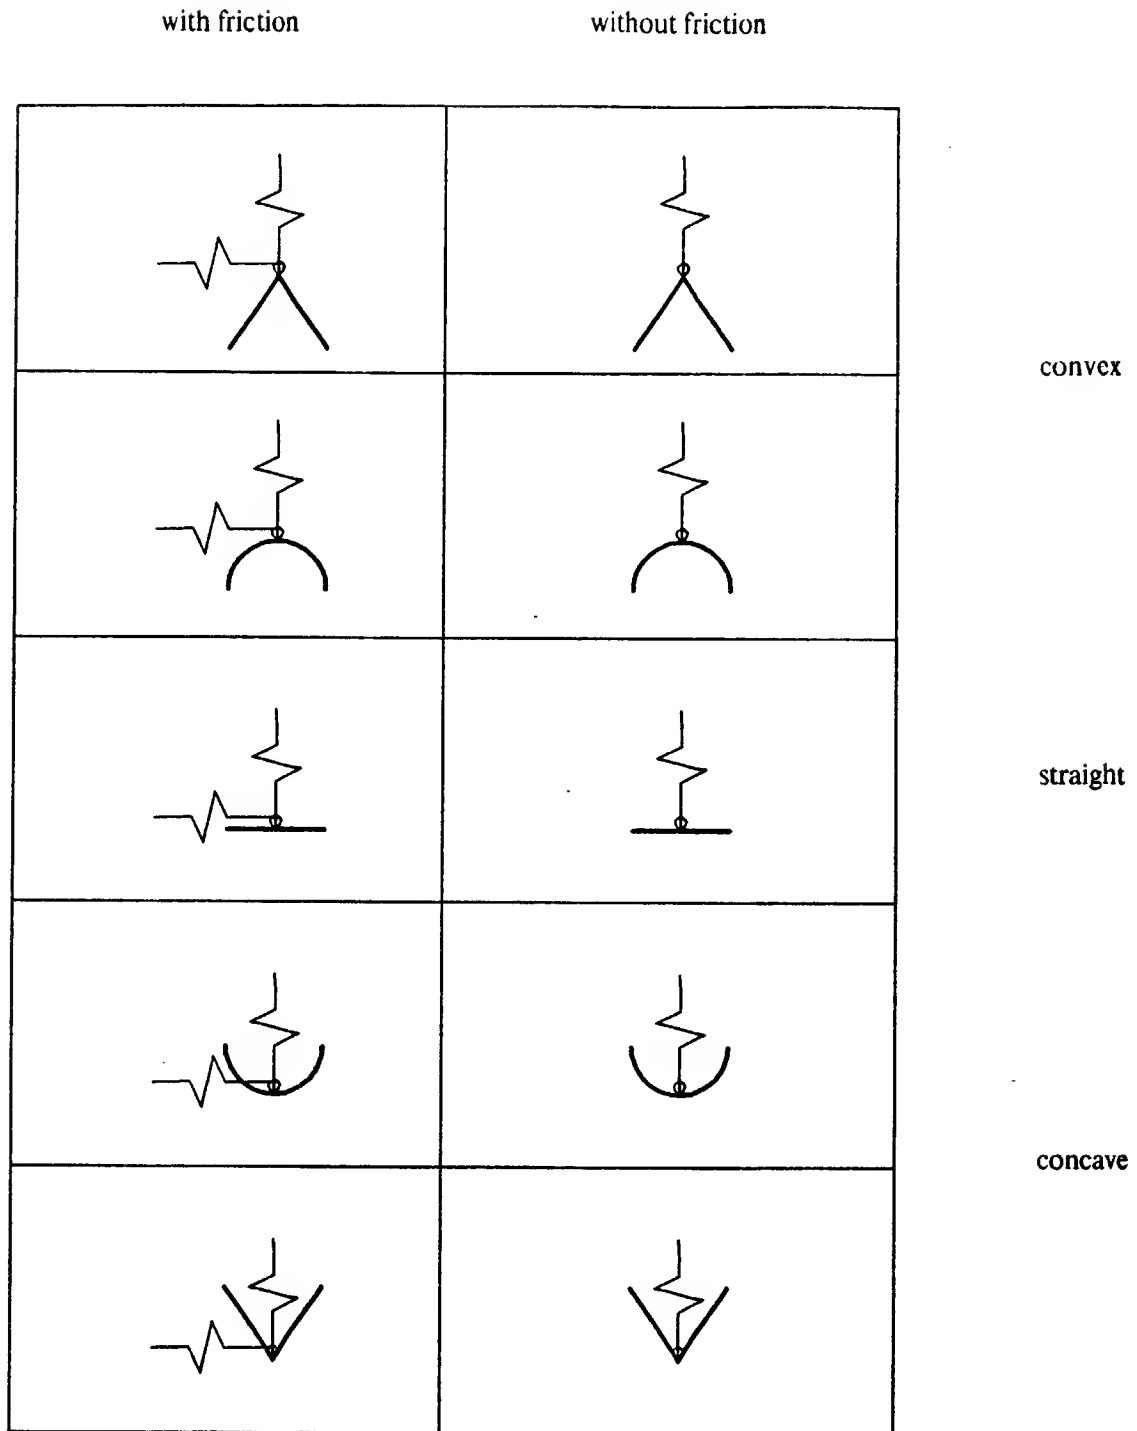 with friction
without friction
convex
straight
concave